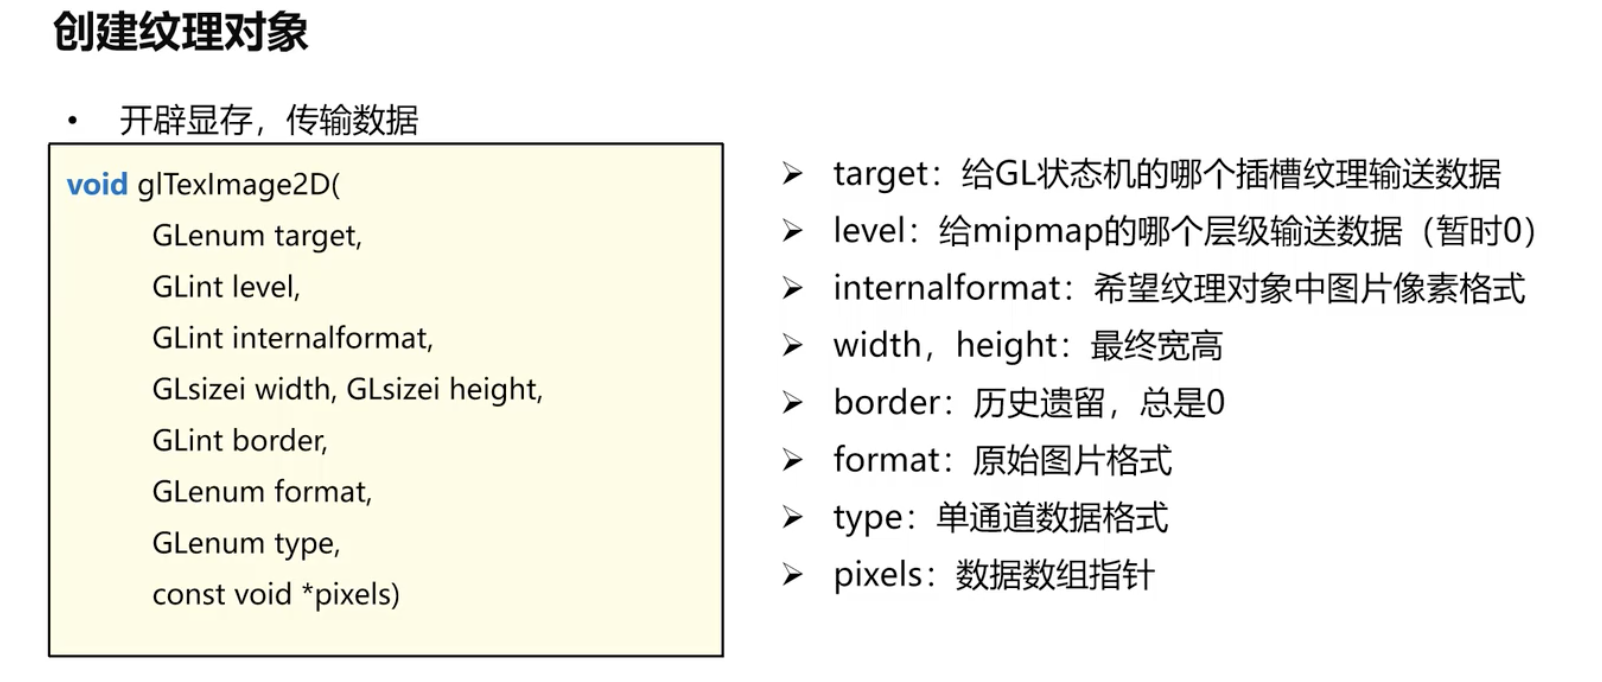 创建纹理对象
• 开辟显存，传输数据
void glTexImage2D(
GLenum target,
GLint level,
GLint internalformat,
GLsizei width, GLsizei height,
GLint border,
GLenum format,
GLenum type,
const void *pixels)
➢ target：给GL状态机的哪个插槽纹理输送数据
➢ level：给mipmap的哪个层级输送数据（暂时0）
➢ internalformat：希望纹理对象中图片像素格式
➢ width，height：最终宽高
➢ border：历史遗留，总是0
➢ format：原始图片格式
➢ type：单通道数据格式
➢ pixels：数据数组指针